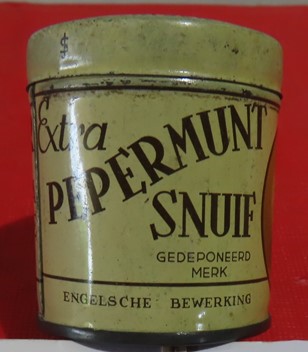 Extra
PEPERMUNT
SNUIF
GEDEPONEERD
MERK
ENGELSCHE BEWERKING